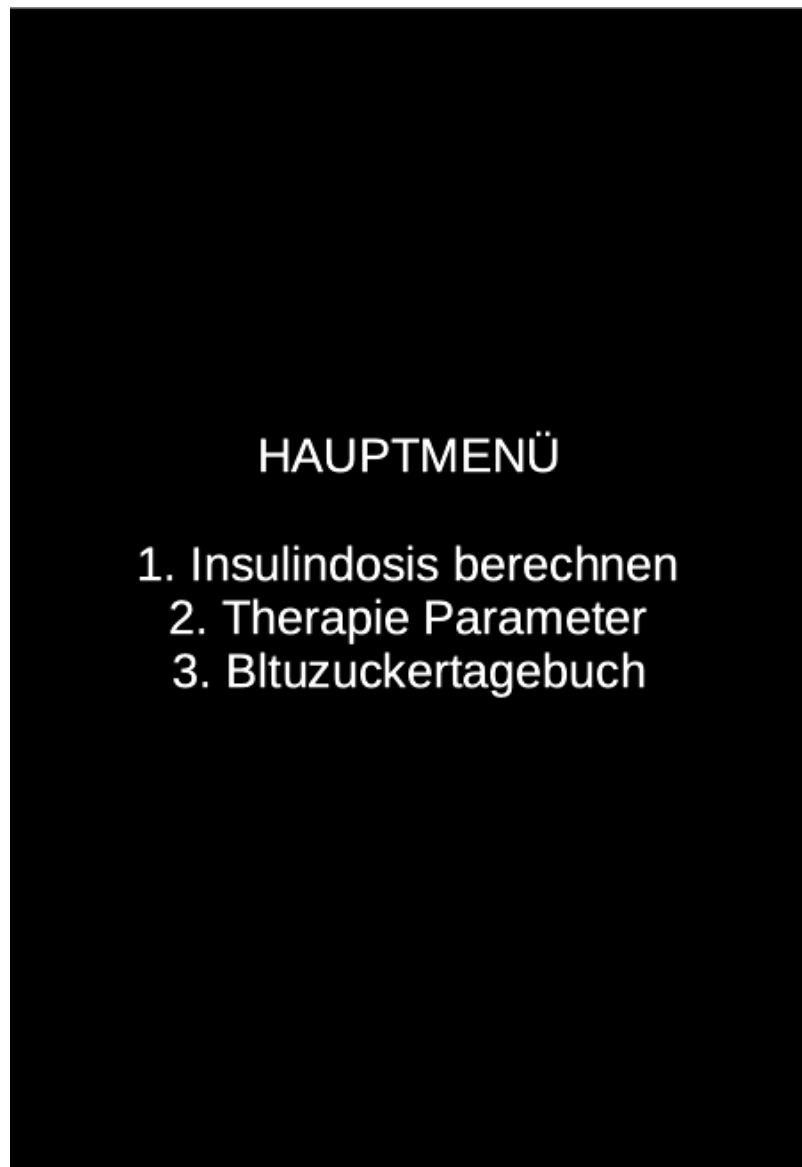 HAUPTMENÜ
1. Insulindosis berechnen
2. Therapie Parameter
3. Bltuzuckertagebuch